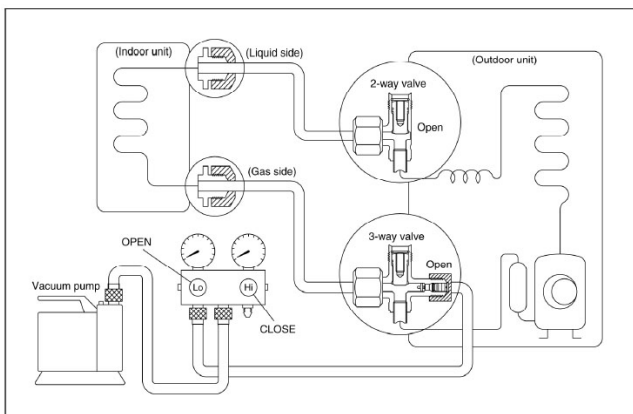 (Indoor unit)
(Liquid side)
(Outdoor unit)
2-way valve
Open
(Gas side)
3-way valve
Open
OPEN
Lo
Hi
CLOSE
Vacuum pump